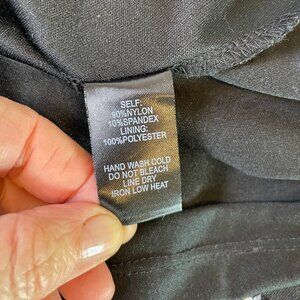 SELF:
90%NYLON
10%SPANDEX
LINING:
100%POLYESTER
HAND WASH COLD
DO NOT BLEACH
LINE DRY
IRON LOW HEAT